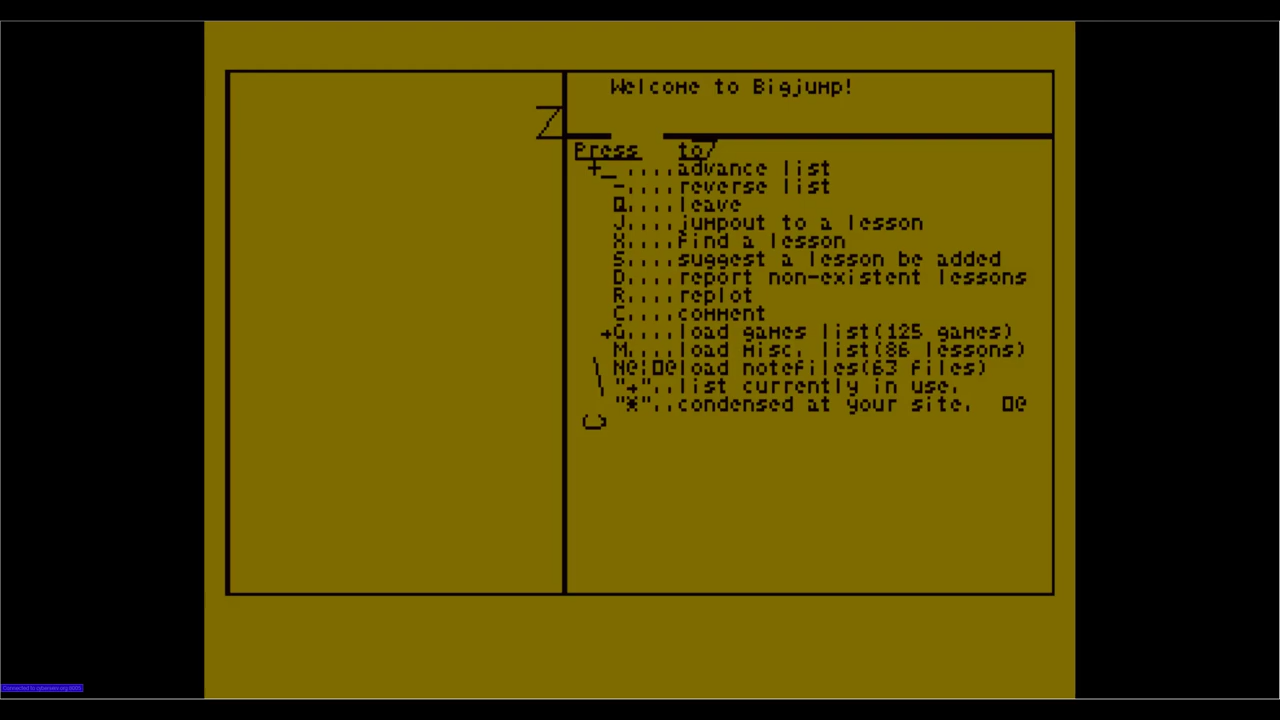 Welcome to Bigjump!
Z
Press to7
+_ ....advance list
-....reverse list
Q....leave
J....jumpout to a lesson
X....find a lesson
S....suggest a lesson be added
D....report non-existent lessons
R....replot
C....comment
+G....load games list(125 games)
M....load misc. list(86 lessons)
N@!□@load notefiles(63 files)
\ "+"..list currently in use.
"*"..condensed at your site. □@